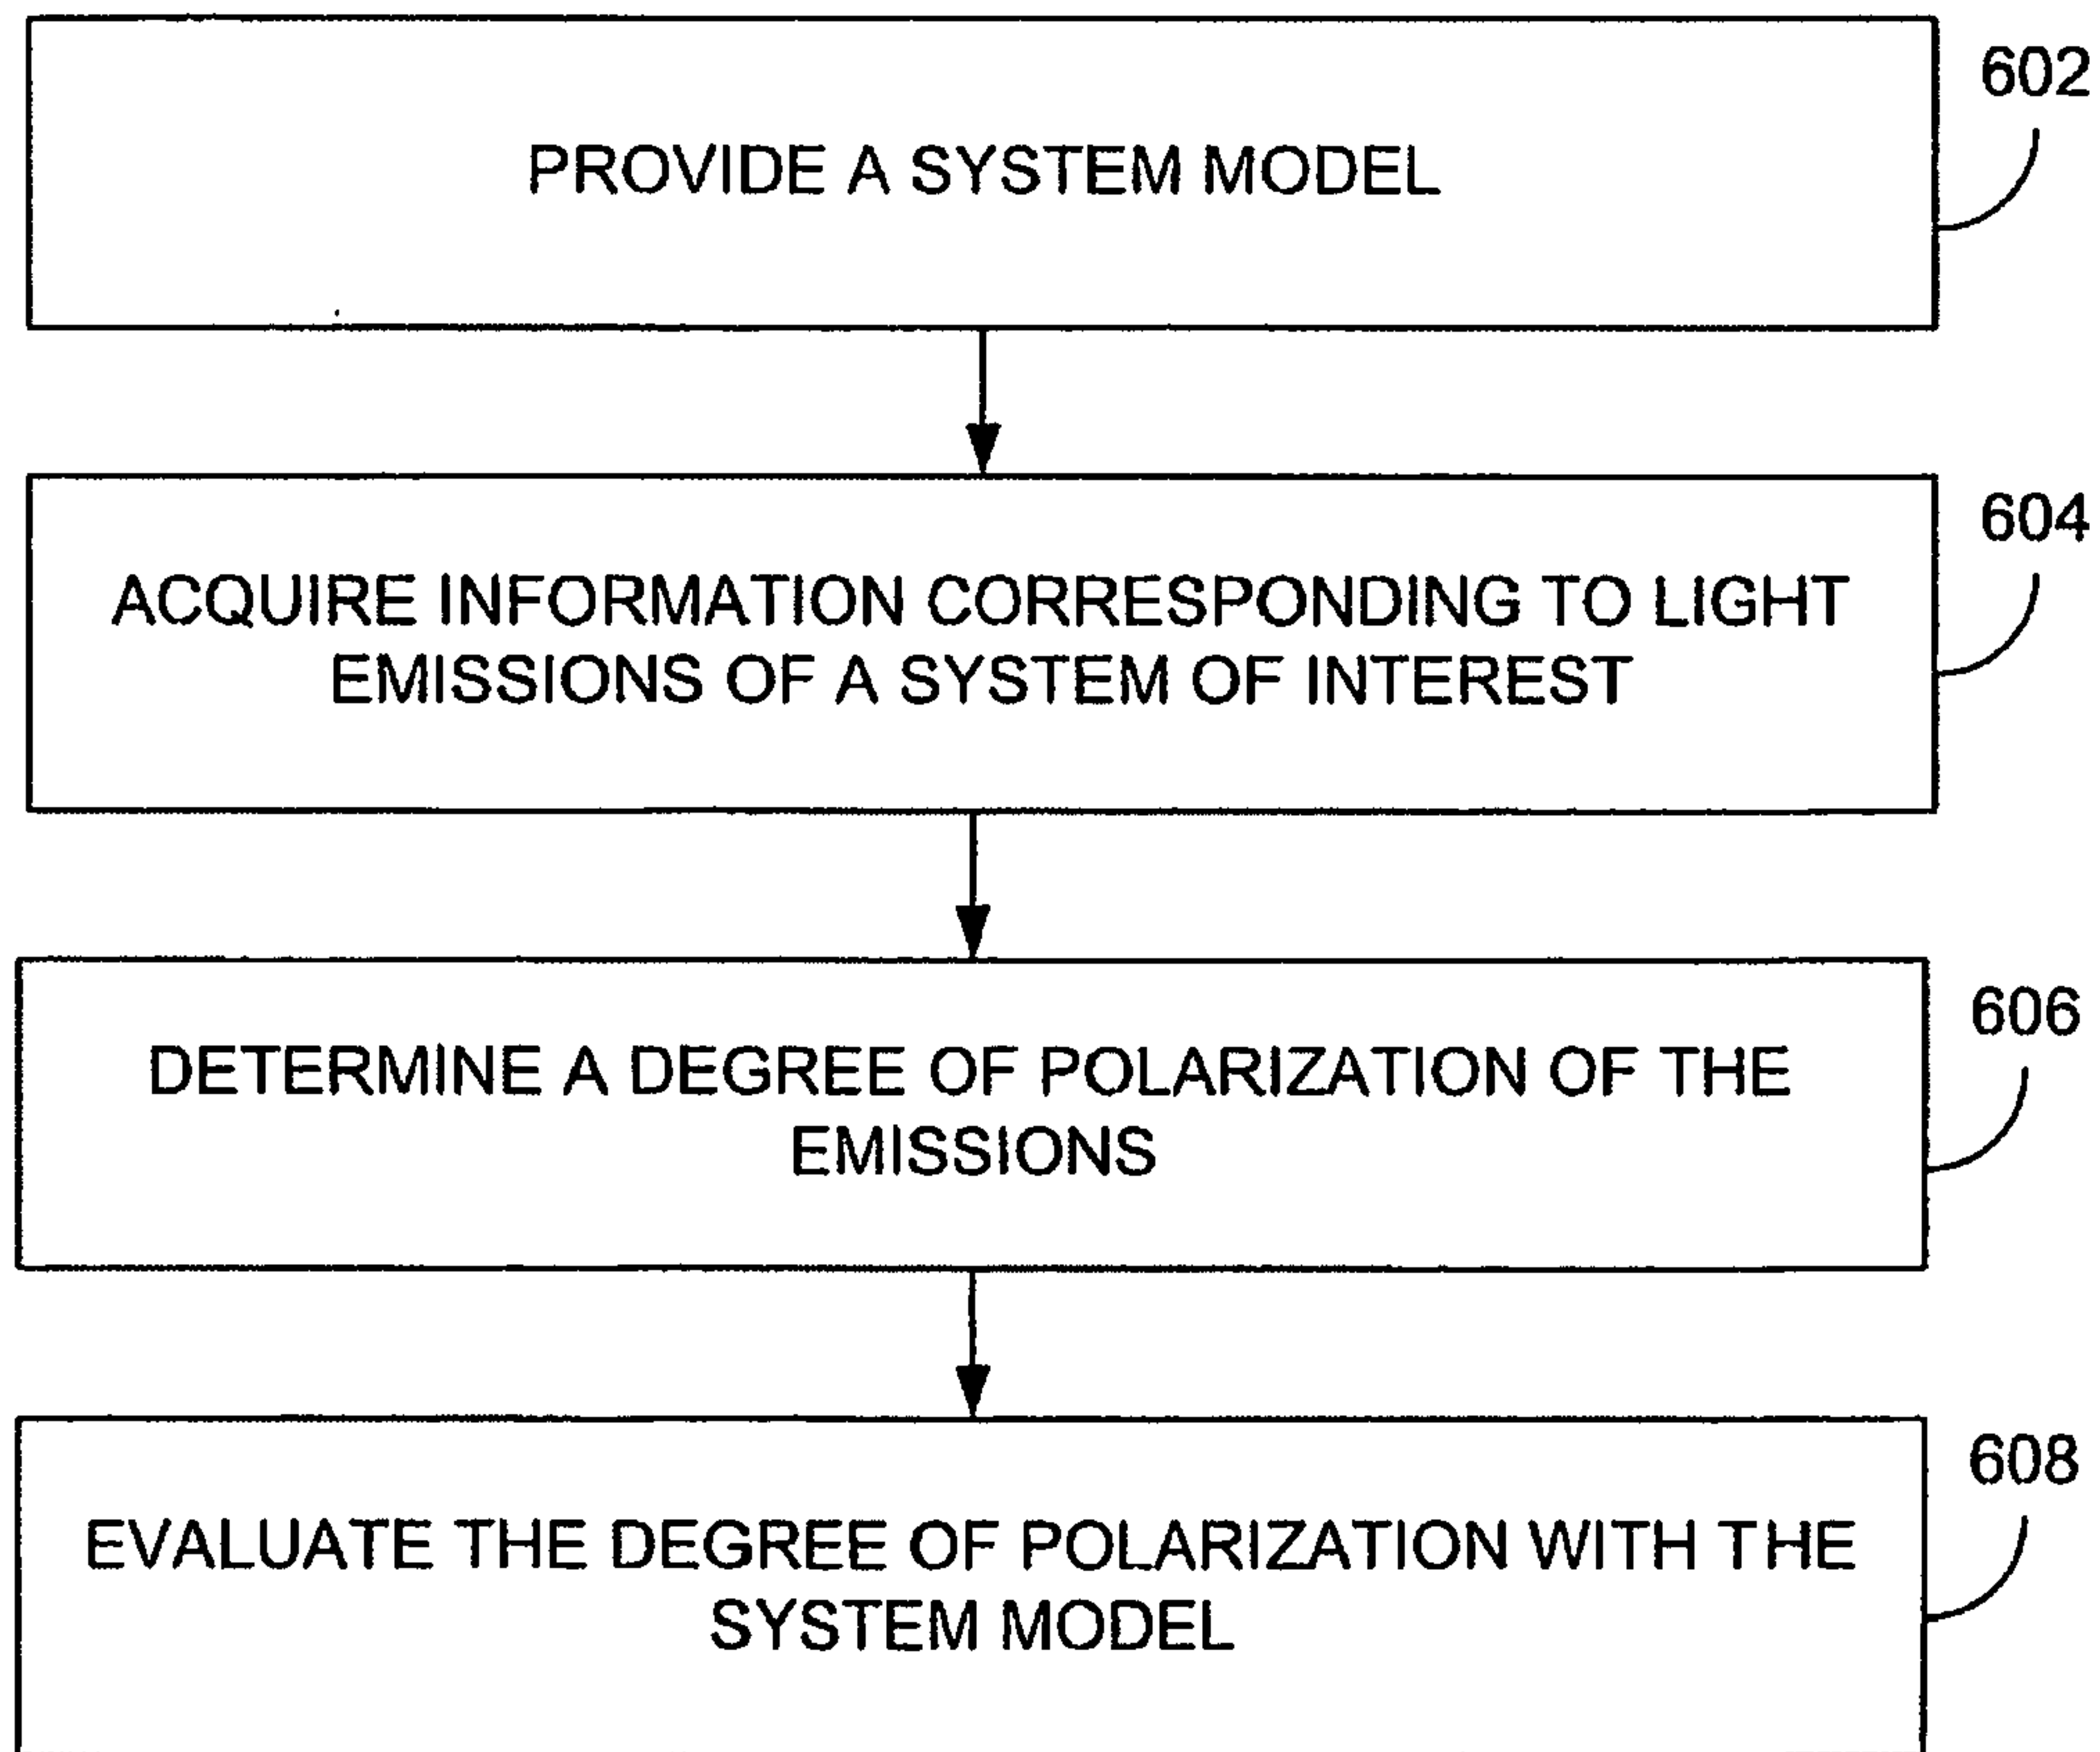 602
PROVIDE A SYSTEM MODEL
604
ACQUIRE INFORMATION CORRESPONDING TO LIGHT
EMISSIONS OF A SYSTEM OF INTEREST
606
DETERMINE A DEGREE OF POLARIZATION OF THE
EMISSIONS
608
EVALUATE THE DEGREE OF POLARIZATION WITH THE
SYSTEM MODEL